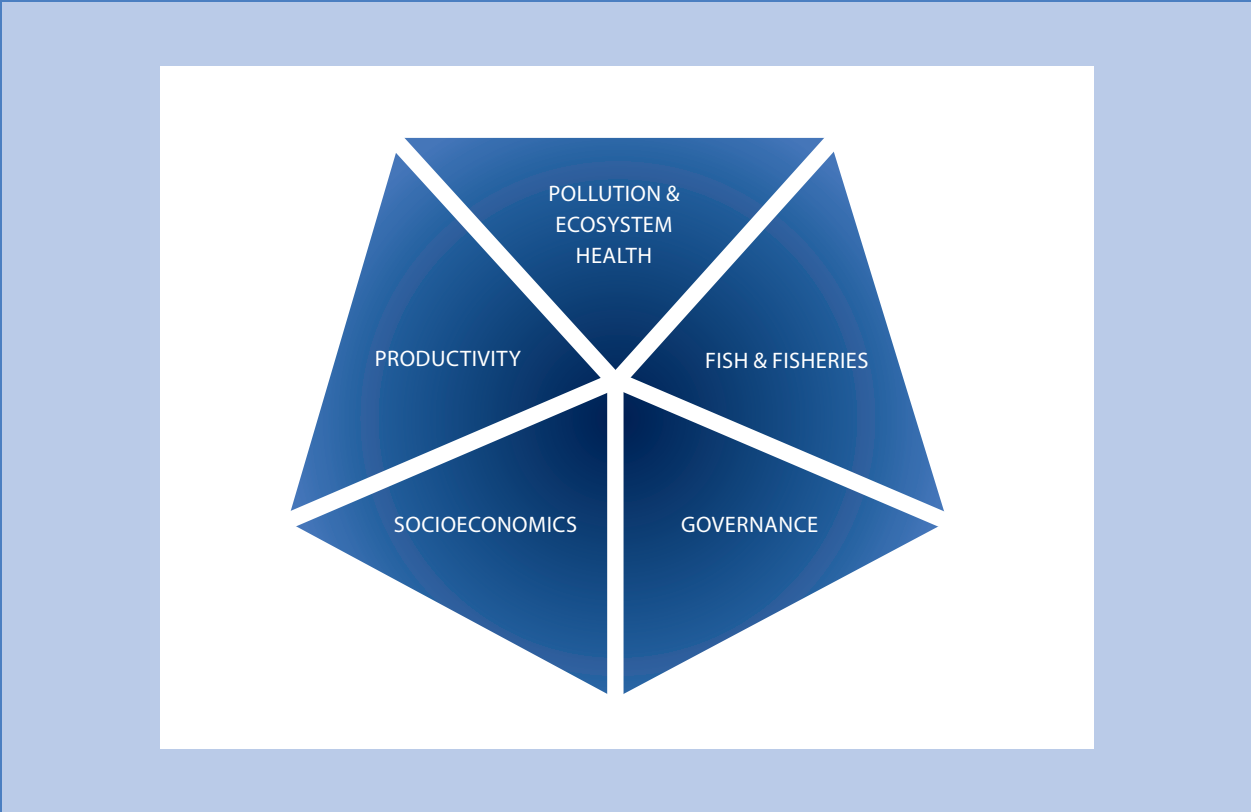 POLLUTION &
ECOSYSTEM
HEALTH
PRODUCTIVITY
FISH & FISHERIES
SOCIOECONOMICS
GOVERNANCE